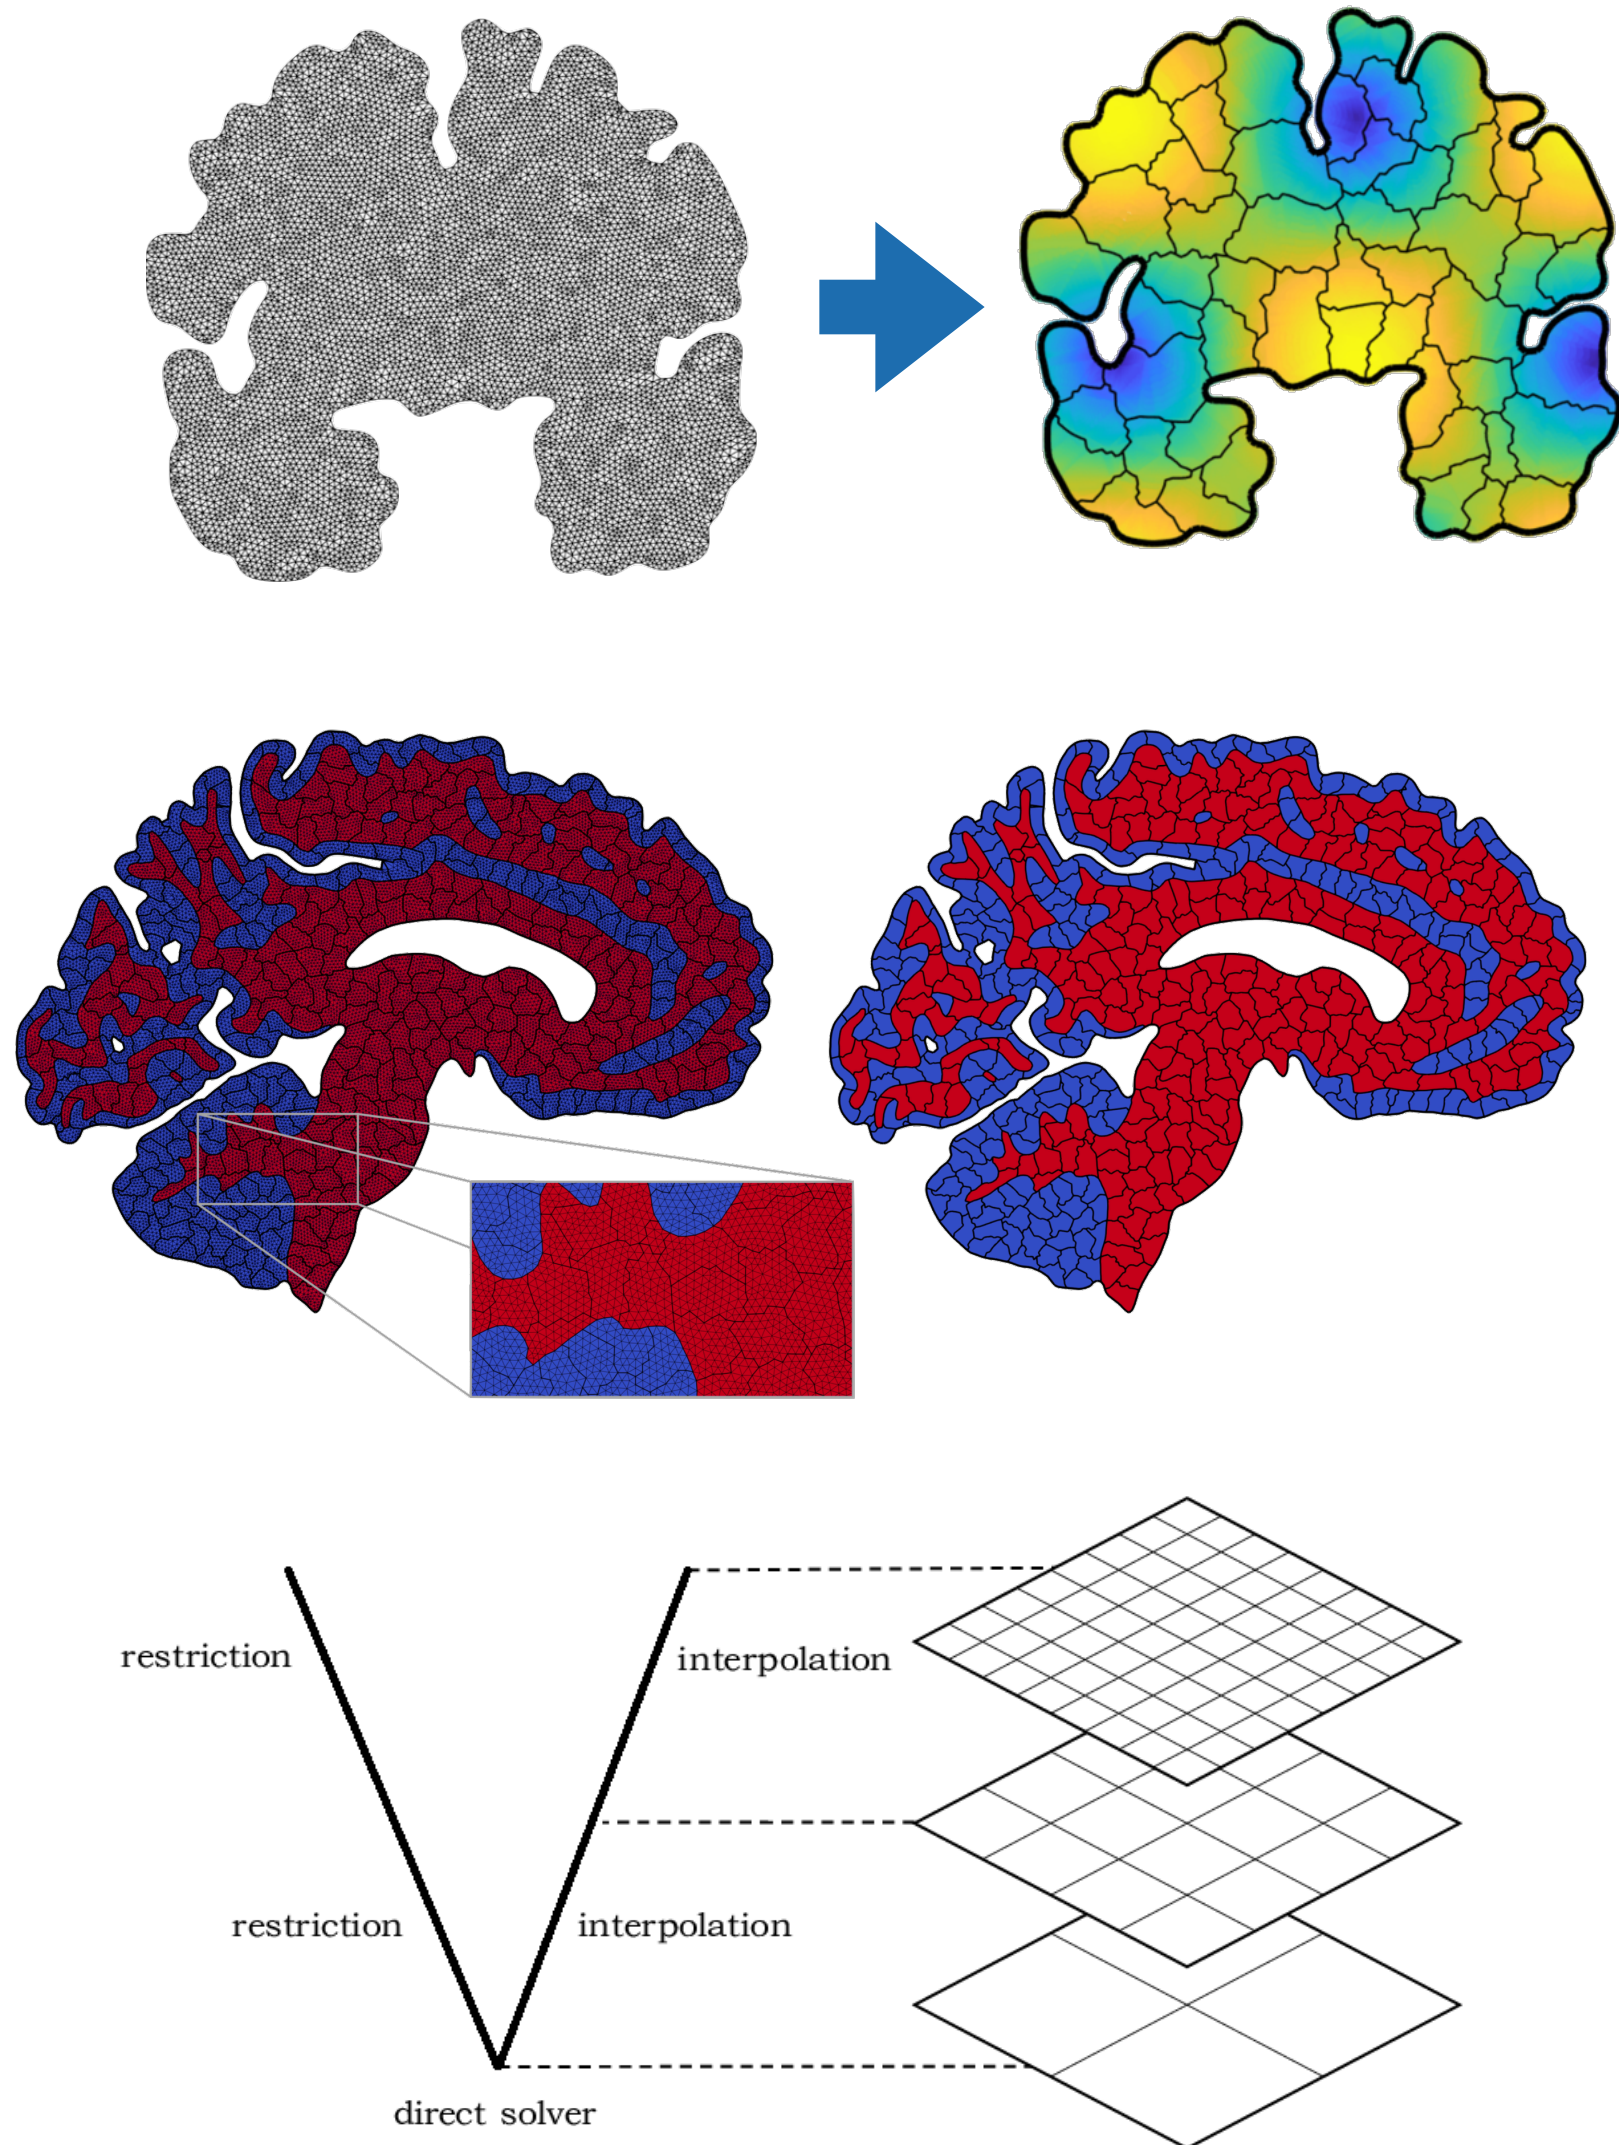 restriction
interpolation
restriction
interpolation
direct solver